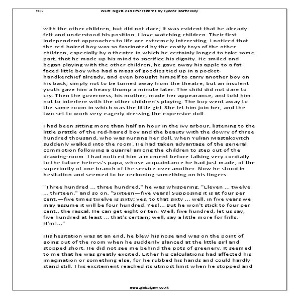 with the other children, but did not dare; it was evident that he already
felt and understood his position. I love watching children. Their first
independent approaches to life are extremely interesting. I noticed that
the red-haired boy was so fascinated by the costly toys of the other
children, especially by a theatre in which he certainly longed to take some
part, that he made up his mind to sacrifice his dignity. He smiled and
began playing with the other children, he gave away his apple to a fat
faced little boy who had a mass of goodies tied up in a pocket-
handkerchief already, and even brought himself to carry another boy on
his back, simply not to be turned away from the theatre, but an insolent
youth gave him a heavy thump a minute later. The child did not dare to
cry. Then the governess, his mother, made her appearance, and told him
not to interfere with the other children's playing. The boy went away to
the same room in which was the little girl. She let him join her, and the
two set to work very eagerly dressing the expensive doll.
I had been sitting more than half an hour in the ivy arbour, listening to the
little prattle of the red-haired boy and the beauty with the dowry of three
hundred thousand, who was nursing her doll, when Yulian Mastakovitch
suddenly walked into the room. He had taken advantage of the general
commotion following a quarrel among the children to step out of the
drawing-room. I had noticed him a moment before talking very cordially
to the future heiress's papa, whose acquaintance he had just made, of the
superiority of one branch of the service over another. Now he stood in
hesitation and seemed to be reckoning something on his fingers.
"Three hundred ... three hundred," he was whispering. "Eleven ... twelve
... thirteen," and so on. "Sixteen—five years! Supposing it is at four per
cent.—five times twelve is sixty; yes, to that sixty ... well, in five years we
may assume it will be four hundred. Yes!... But he won't stick to four per
cent., the rascal. He can get eight or ten. Well, five hundred, let us say,
five hundred at least ... that's certain; well, say a little more for frills.
H'm!..."
His hesitation was at an end, he blew his nose and was on the point of
going out of the room when he suddenly glanced at the little girl and
stopped short. He did not see me behind the pots of greenery. It seemed
to me that he was greatly excited. Either his calculations had affected his
imagination or something else, for he rubbed his hands and could hardly
stand still. This excitement reached its utmost limit when he stopped and